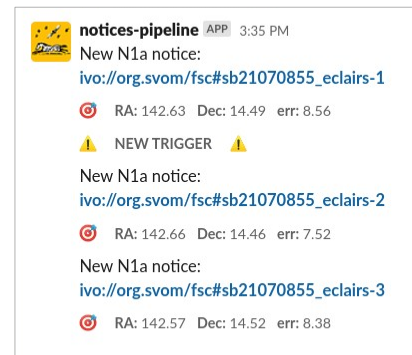 notices-pipeline APP 3:35 PM
New N1a notice:
ivo://org.svom/fsc#sb21070855_eclairs-1
RA: 142.63 Dec: 14.49 err: 8.56
NEW TRIGGER
New N1a notice:
ivo://org.svom/fsc#sb21070855_eclairs-2
RA: 142.66 Dec: 14.46 err: 7.52
New N1a notice:
ivo://org.svom/fsc#sb21070855_eclairs-3
RA: 142.57 Dec: 14.52 err: 8.38